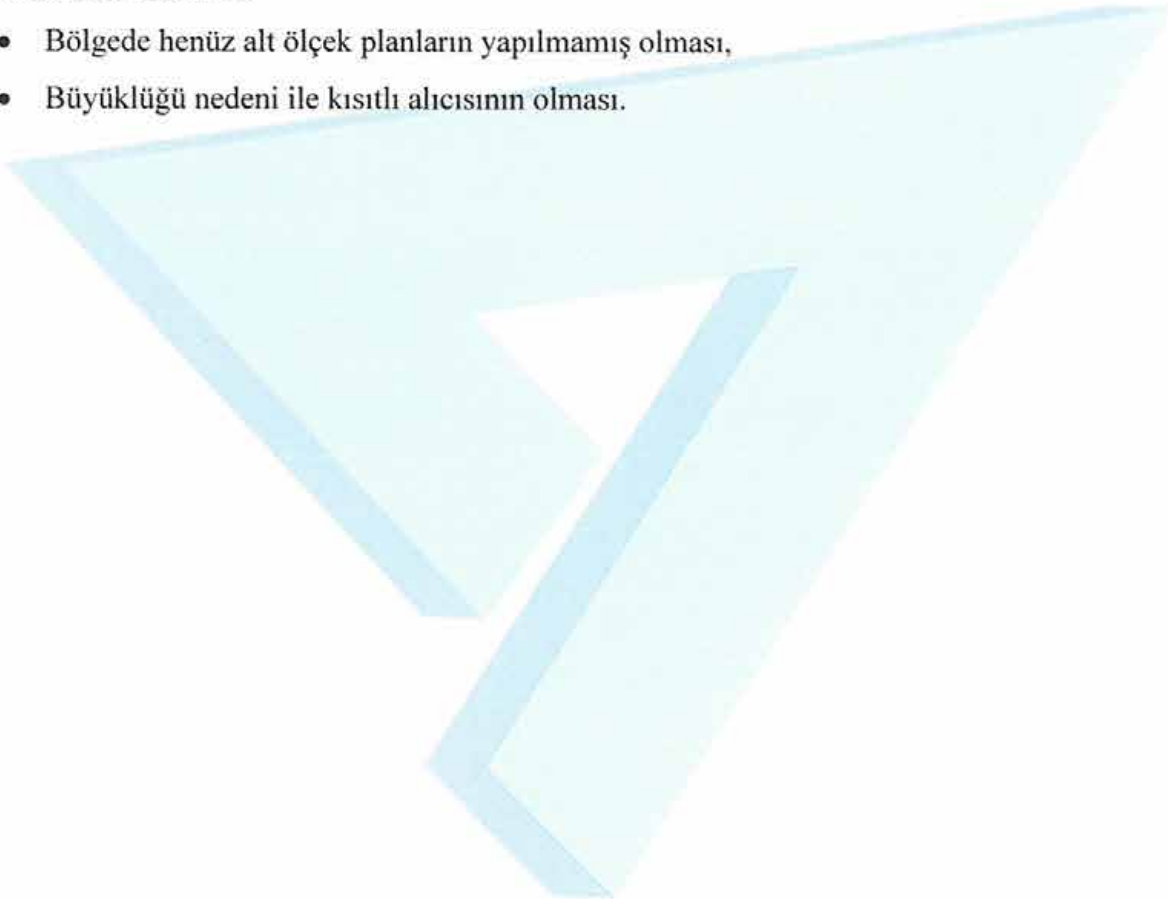 • Bölgede henüz alt ölçek planların yapılmamış olması,
• Büyüklüğü nedeni ile kısıtlı alıcısının olması.